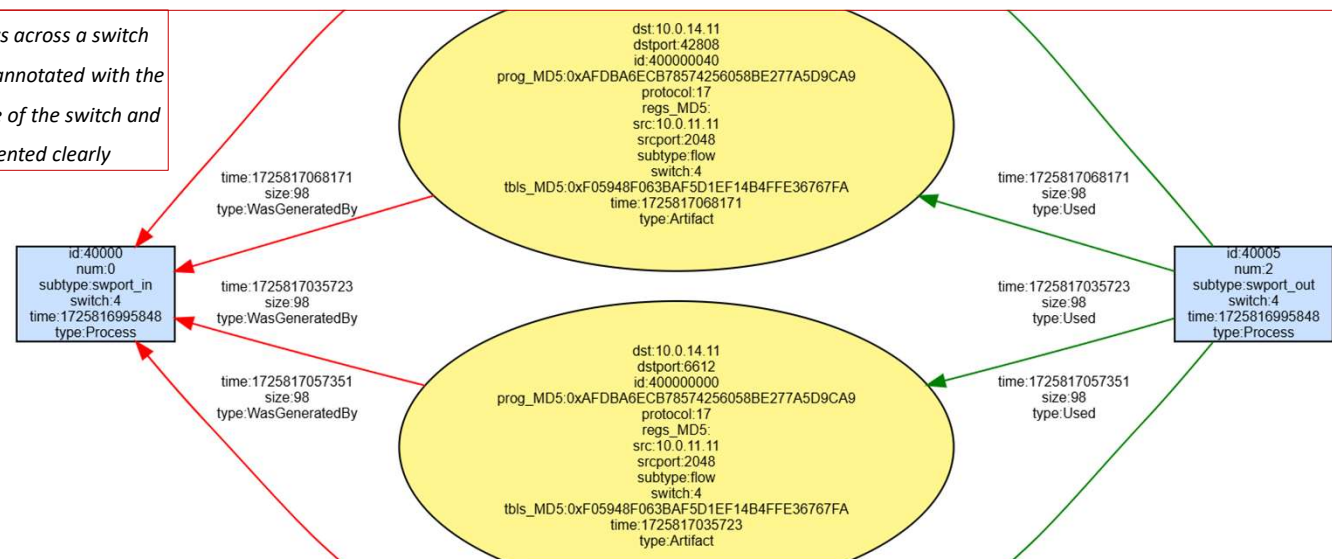 s across a switch
annotated with the
of the switch and
ented clearly
dst:10.0.14.11
dstport:42808
id:400000040
prog_MD5:0xAFDBA6ECB78574256058BE277A5D9CA9
protocol:17
regs_MD5:
src:10.0.11.11
srcport:2048
subtype:flow
switch:4
tbls_MD5:0xF05948F063BAF5D1EF14B4FFE36767FA
time:1725817068171
type:Artifact
time:1725817068171
size:98
type:WasGeneratedBy
time:1725817068171
size:98
type:Used
id:40000
num:0
subtype:swport_in
switch:4
time:1725816995848
type:Process
time:1725817035723
size:98
type:WasGeneratedBy
time:1725817035723
size:98
type:Used
id:40005
num:2
subtype:swport_out
switch:4
time:1725816995848
type:Process
time:1725817057351
size:98
type:WasGeneratedBy
time:1725817057351
size:98
type:Used
dst:10.0.14.11
dstport:6612
id:400000000
prog_MD5:0xAFDBA6ECB78574256058BE277A5D9CA9
protocol:17
regs_MD5:
src:10.0.11.11
srcport:2048
subtype:flow
switch:4
tbls_MD5:0xF05948F063BAF5D1EF14B4FFE36767FA
time:1725817035723
type:Artifact